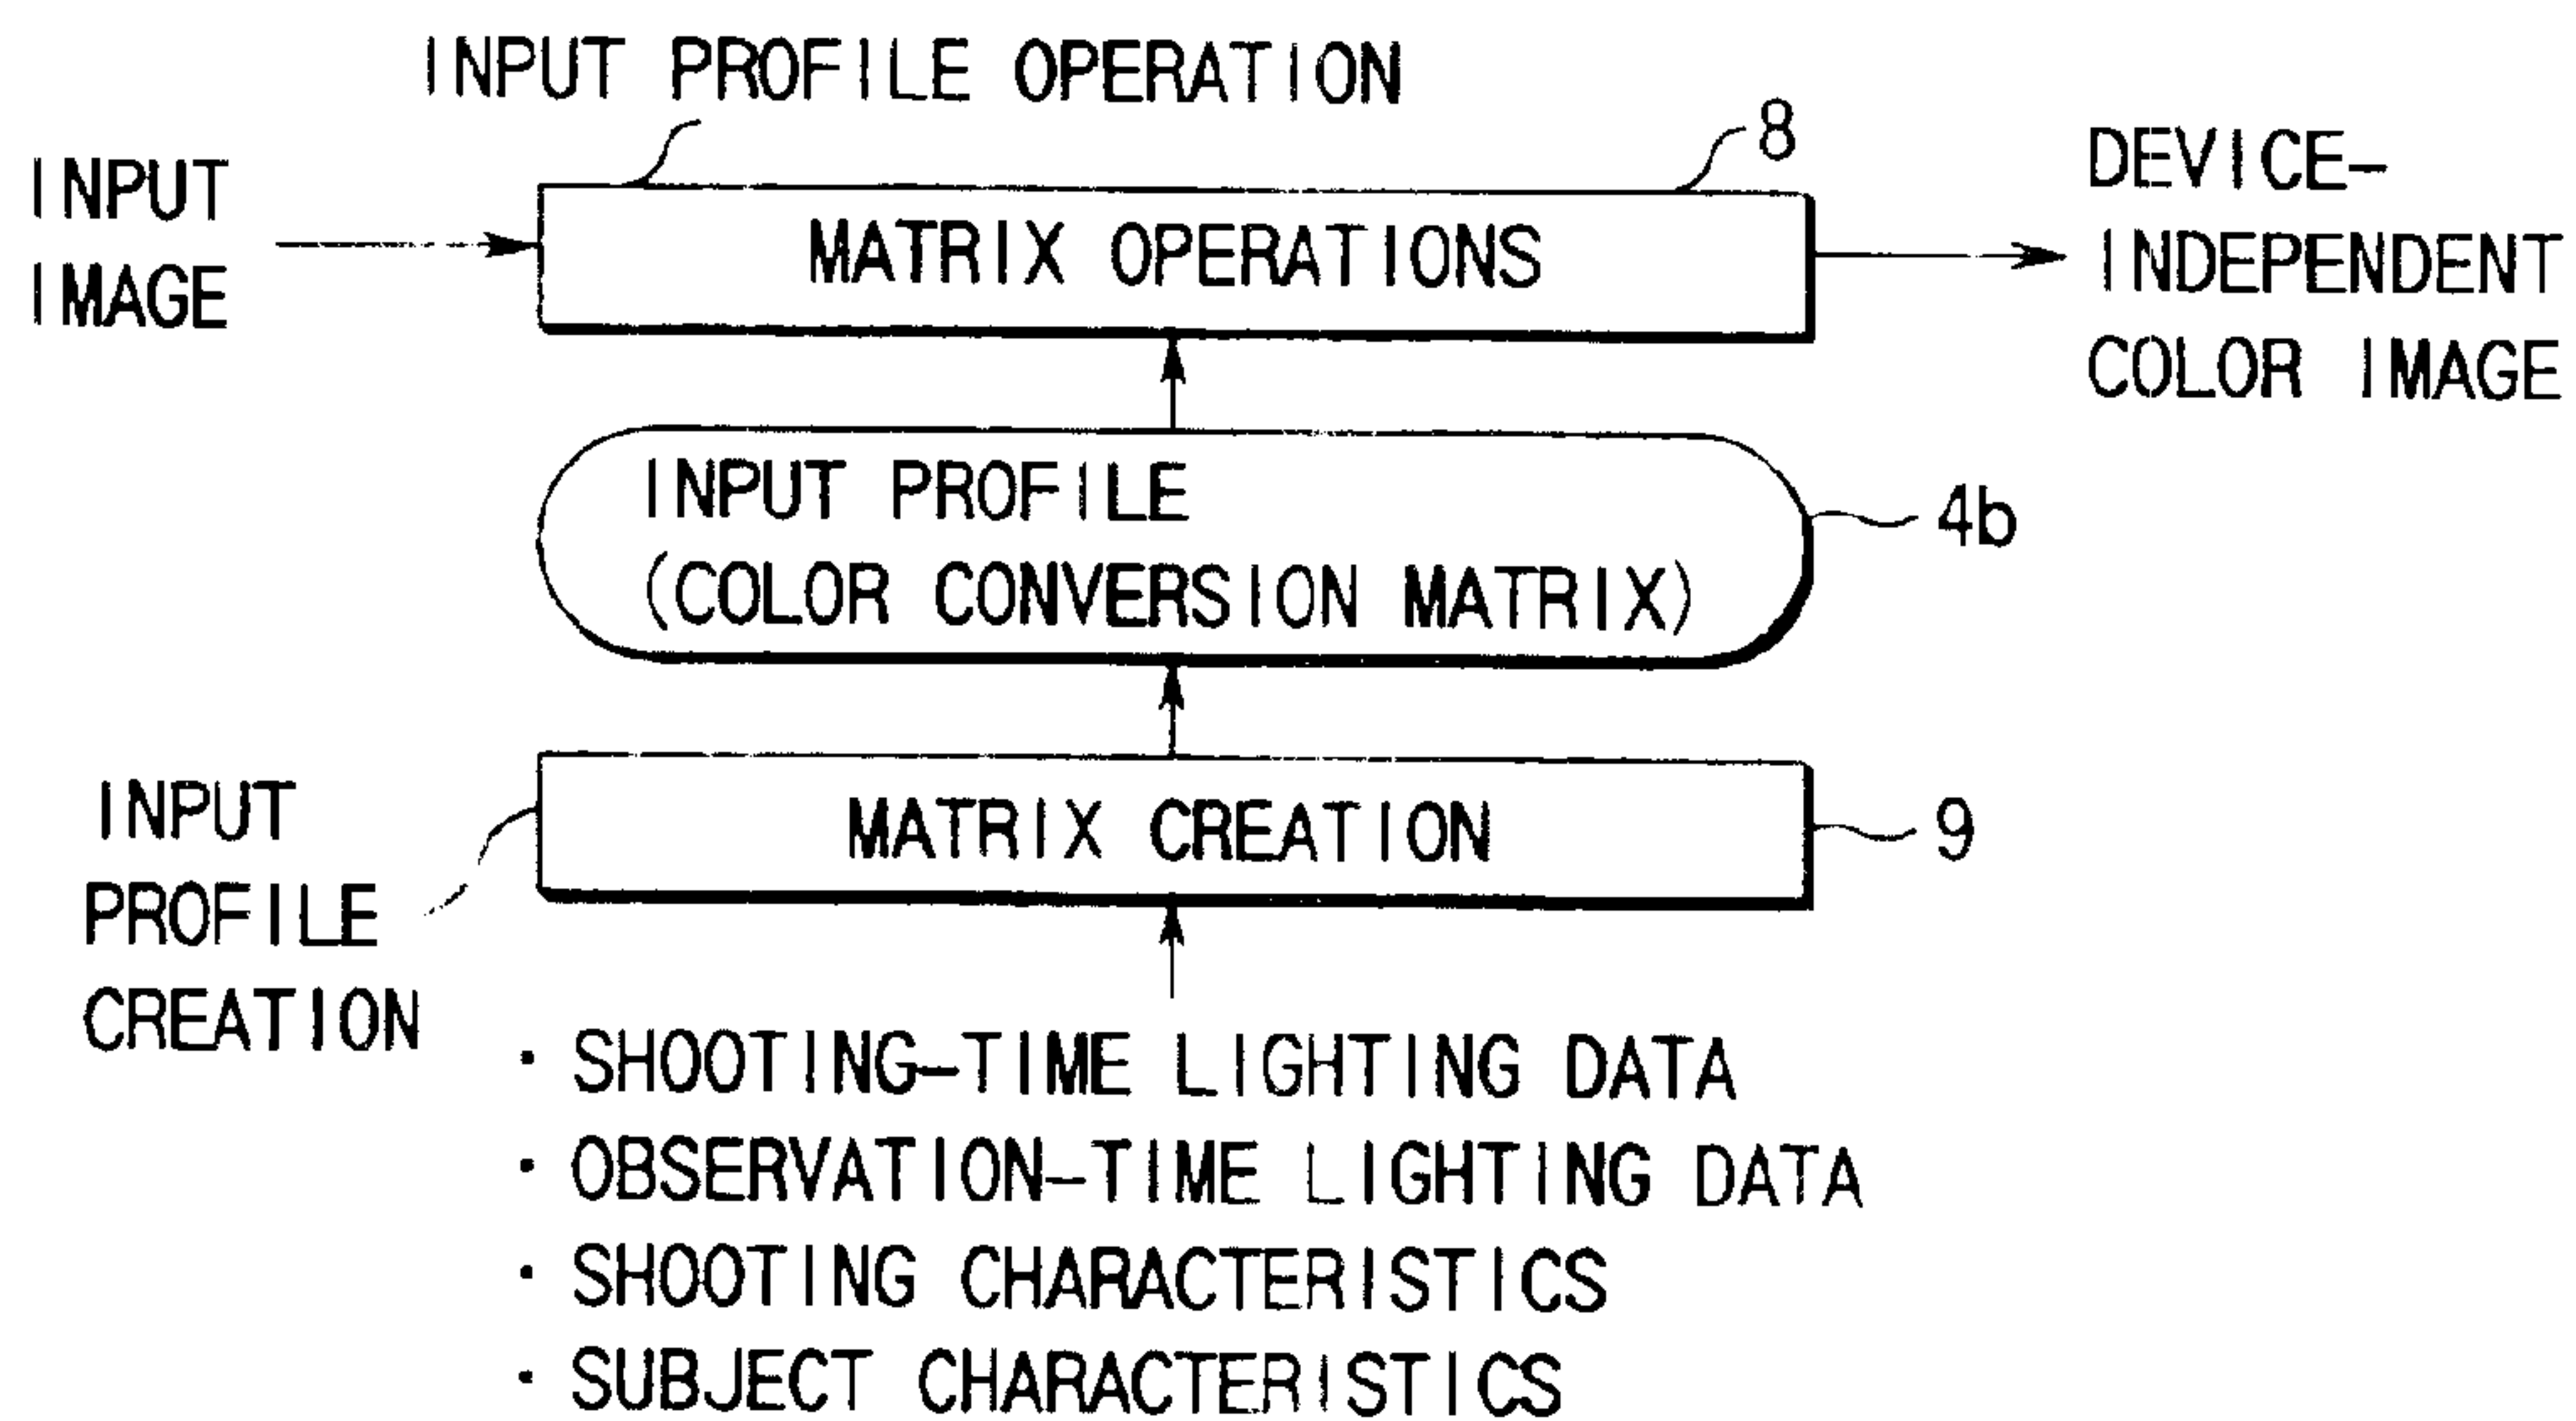 INPUT PROFILE OPERATION
8
INPUT
IMAGE
MATRIX OPERATIONS
DEVICE-
INDEPENDENT
COLOR IMAGE
INPUT PROFILE
(COLOR CONVERSION MATRIX)
4b
INPUT
PROFILE
CREATION
MATRIX CREATION
9
· SHOOTING-TIME LIGHTING DATA
· OBSERVATION-TIME LIGHTING DATA
· SHOOTING CHARACTERISTICS
· SUBJECT CHARACTERISTICS